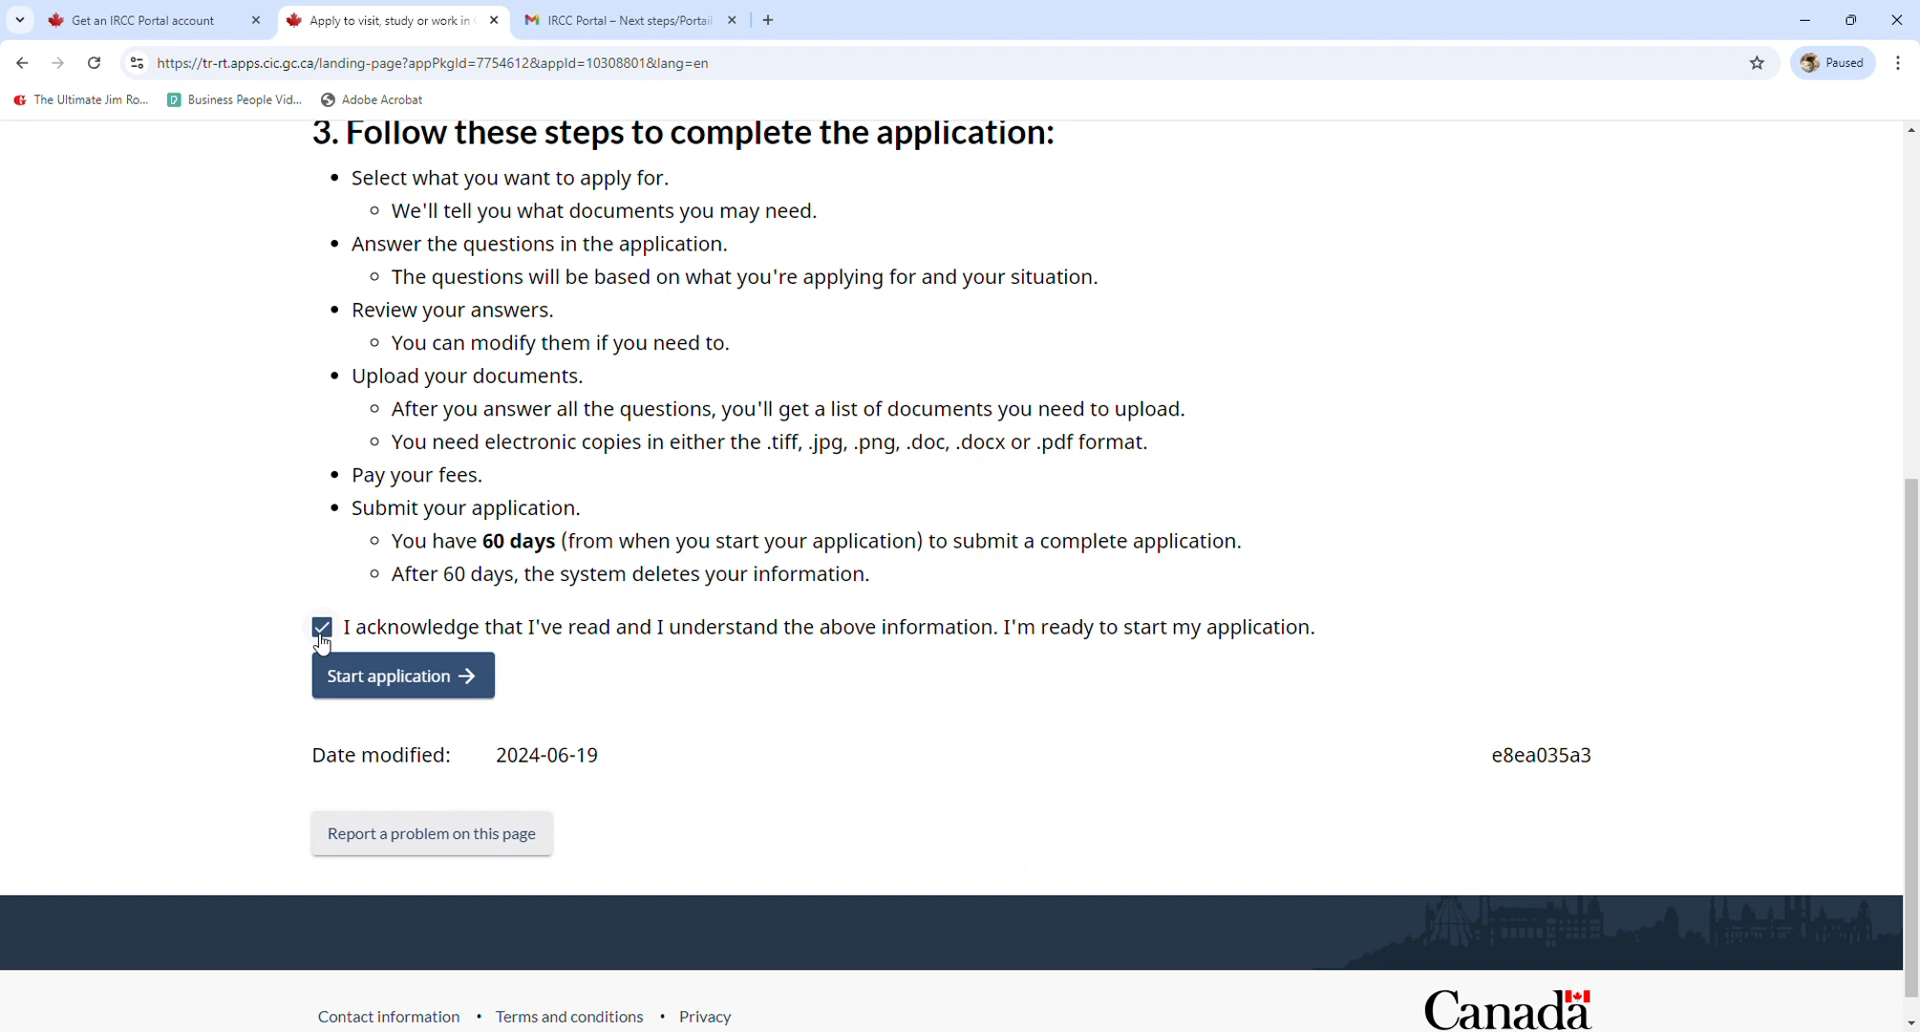 Get an IRCC Portal account
Apply to visit, study or work in
IRCC Portal – Next steps/Portail
https://tr-rt.apps.cic.gc.ca/landing-page?appPkgId=7754612&appId=10308801&lang=en
Paused
The Ultimate Jim Ro...
Business People Vid...
Adobe Acrobat
3. Follow these steps to complete the application:
• Select what you want to apply for.
○ We'll tell you what documents you may need.
• Answer the questions in the application.
○ The questions will be based on what you're applying for and your situation.
• Review your answers.
○ You can modify them if you need to.
• Upload your documents.
○ After you answer all the questions, you'll get a list of documents you need to upload.
○ You need electronic copies in either the .tiff, .jpg, .png, .doc, .docx or .pdf format.
• Pay your fees.
• Submit your application.
○ You have 60 days (from when you start your application) to submit a complete application.
○ After 60 days, the system deletes your information.
I acknowledge that I've read and I understand the above information. I'm ready to start my application.
Start application →
Date modified: 2024-06-19 e8ea035a3
Report a problem on this page
Contact information • Terms and conditions • Privacy
Canada